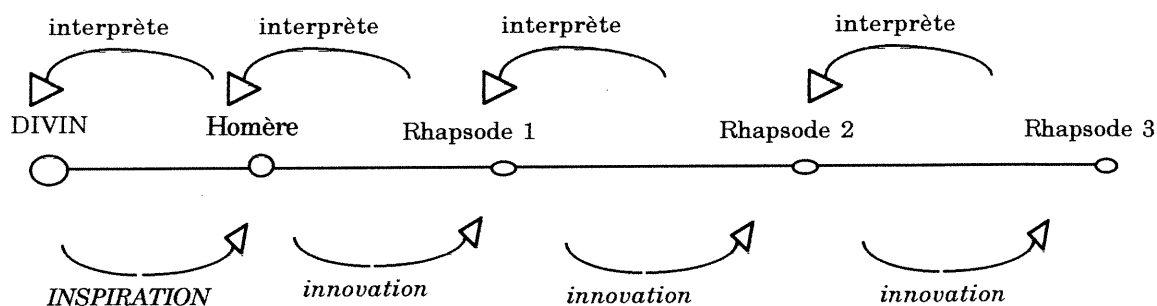 interprète interprète interprète interprète
DIVIN Homère Rhapsode 1 Rhapsode 2 Rhapsode 3
INSPIRATION innovation innovation innovation